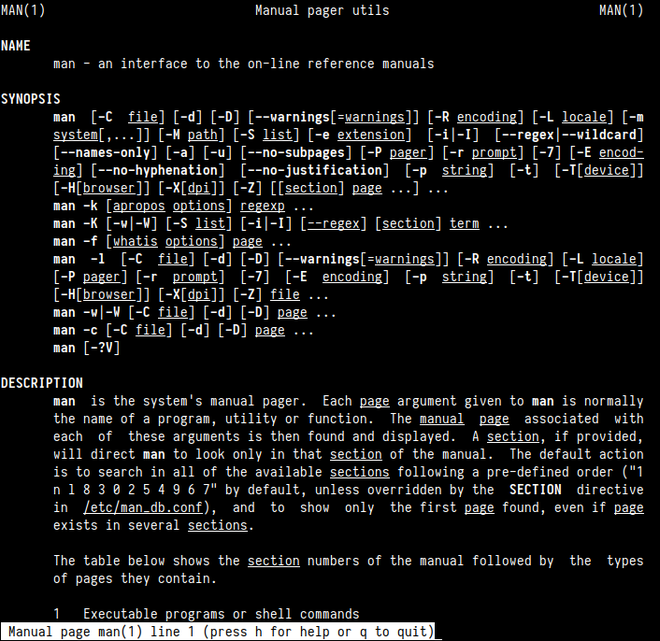 MAN(1)                        Manual pager utils                        MAN(1)
NAME
man - an interface to the on-line reference manuals
SYNOPSIS
man [-C file] [-d] [-D] [--warnings[=warnings]] [-R encoding] [-L locale] [-m
system[,...]] [-M path] [-S list] [-e extension] [-i|-I] [--regex|--wildcard]
[--names-only] [-a] [-u] [--no-subpages] [-P pager] [-r prompt] [-7] [-E encod-
ing] [--no-hyphenation] [--no-justification] [-p string] [-t] [-T[device]]
[-H[browser]] [-X[dpi]] [-Z] [[section] page ...] ...
man -k [apropos options] regexp ...
man -K [-w|-W] [-S list] [-i|-I] [--regex] [section] term ...
man -f [whatis options] page ...
man -l [-C file] [-d] [-D] [--warnings[=warnings]] [-R encoding] [-L locale]
[-P pager] [-r prompt] [-7] [-E encoding] [-p string] [-t] [-T[device]]
[-H[browser]] [-X[dpi]] [-Z] file ...
man -w|-W [-C file] [-d] [-D] page ...
man -c [-C file] [-d] [-D] page ...
man [-?V]
DESCRIPTION
man is the system's manual pager. Each page argument given to man is normally
the name of a program, utility or function. The manual page associated with
each of these arguments is then found and displayed. A section, if provided,
will direct man to look only in that section of the manual. The default action
is to search in all of the available sections following a pre-defined order ("1
n l 8 3 0 2 5 4 9 6 7" by default, unless overridden by the SECTION directive
in /etc/man_db.conf), and to show only the first page found, even if page
exists in several sections.
The table below shows the section numbers of the manual followed by the types
of pages they contain.
1 Executable programs or shell commands
Manual page man(1) line 1 (press h for help or q to quit)